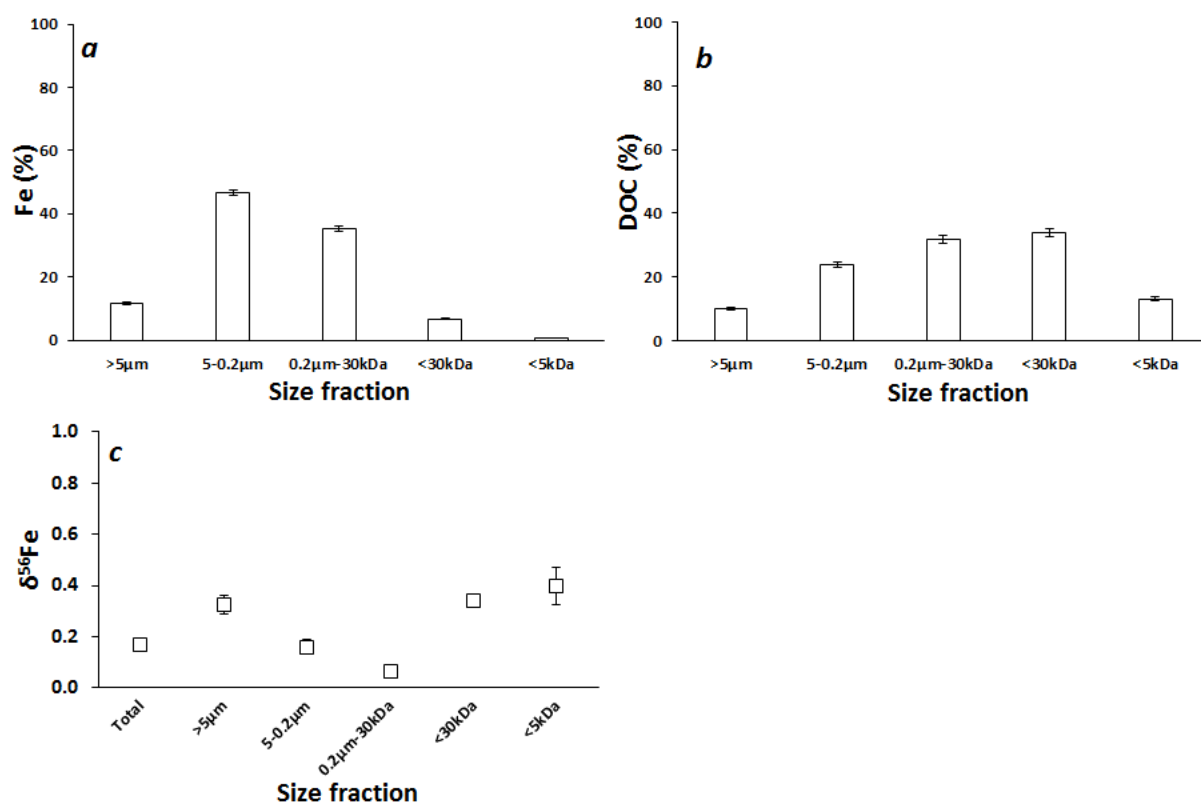 a
Fe (%)
100
80
60
40
20
0
>5μm
5-0.2μm
0.2μm-30kDa
<30kDa
<5kDa
Size fraction
b
DOC (%)
100
80
60
40
20
0
>5μm
5-0.2μm
0.2μm-30kDa
<30kDa
<5kDa
Size fraction
c
δ⁵⁶Fe
1.0
0.8
0.6
0.4
0.2
0.0
Total
>5μm
5-0.2μm
0.2μm-30kDa
<30kDa
<5kDa
Size fraction